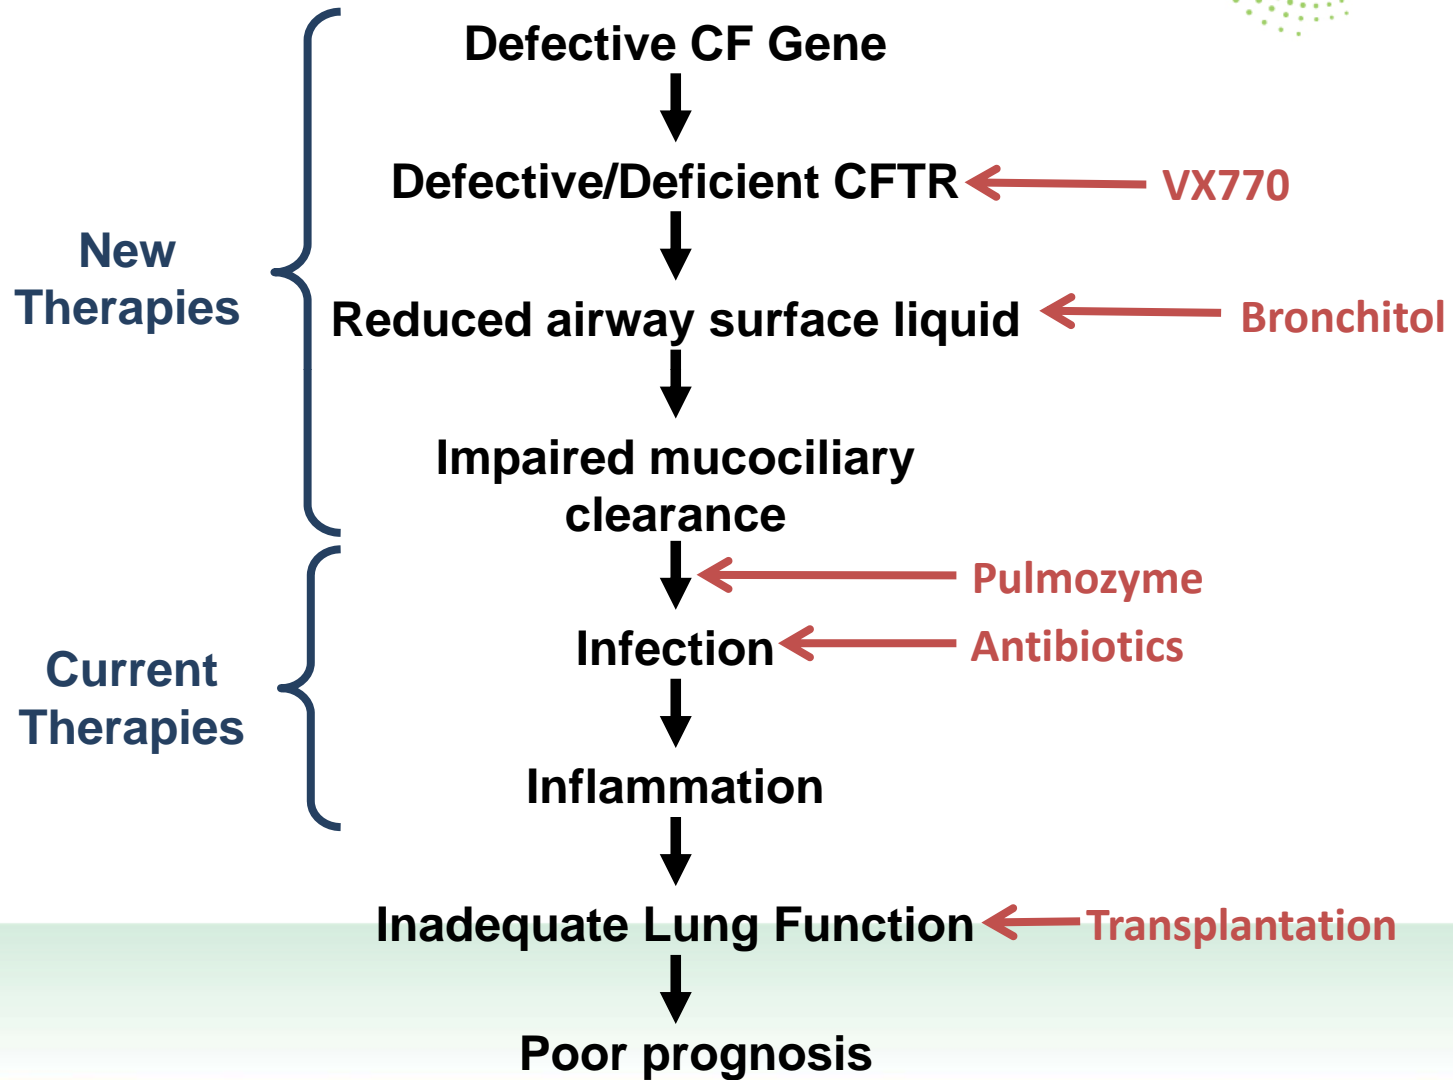 Defective CF Gene
Defective/Deficient CFTR
VX770
New
Therapies
Reduced airway surface liquid
Bronchitol
Impaired mucociliary
clearance
Pulmozyme
Infection
Antibiotics
Current
Therapies
Inflammation
Inadequate Lung Function
Transplantation
Poor prognosis